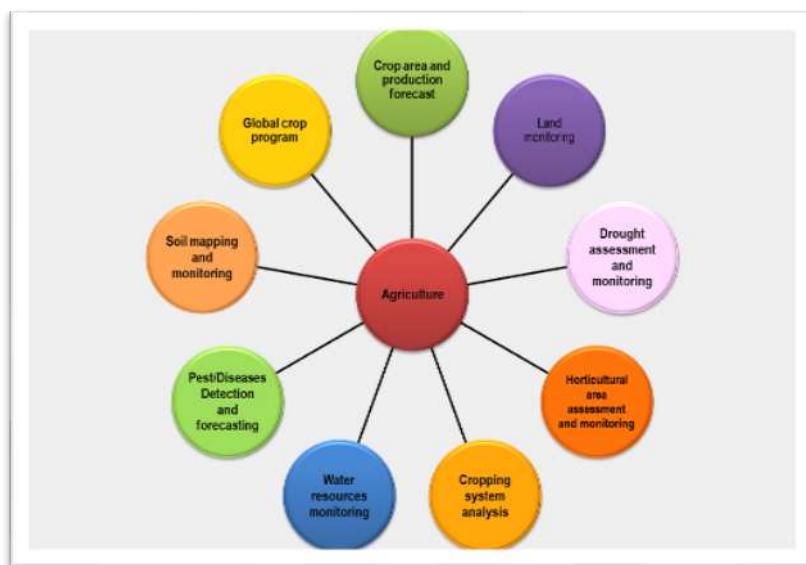 Crop area and
production
forecast
Land
monitoring
Drought
assessment
and
monitoring
Horticultural
area
assessment
and monitoring
Cropping
system
analysis
Water
resources
monitoring
Pest/Diseases
Detection
and
forecasting
Soil mapping
and
monitoring
Global crop
program
Agriculture